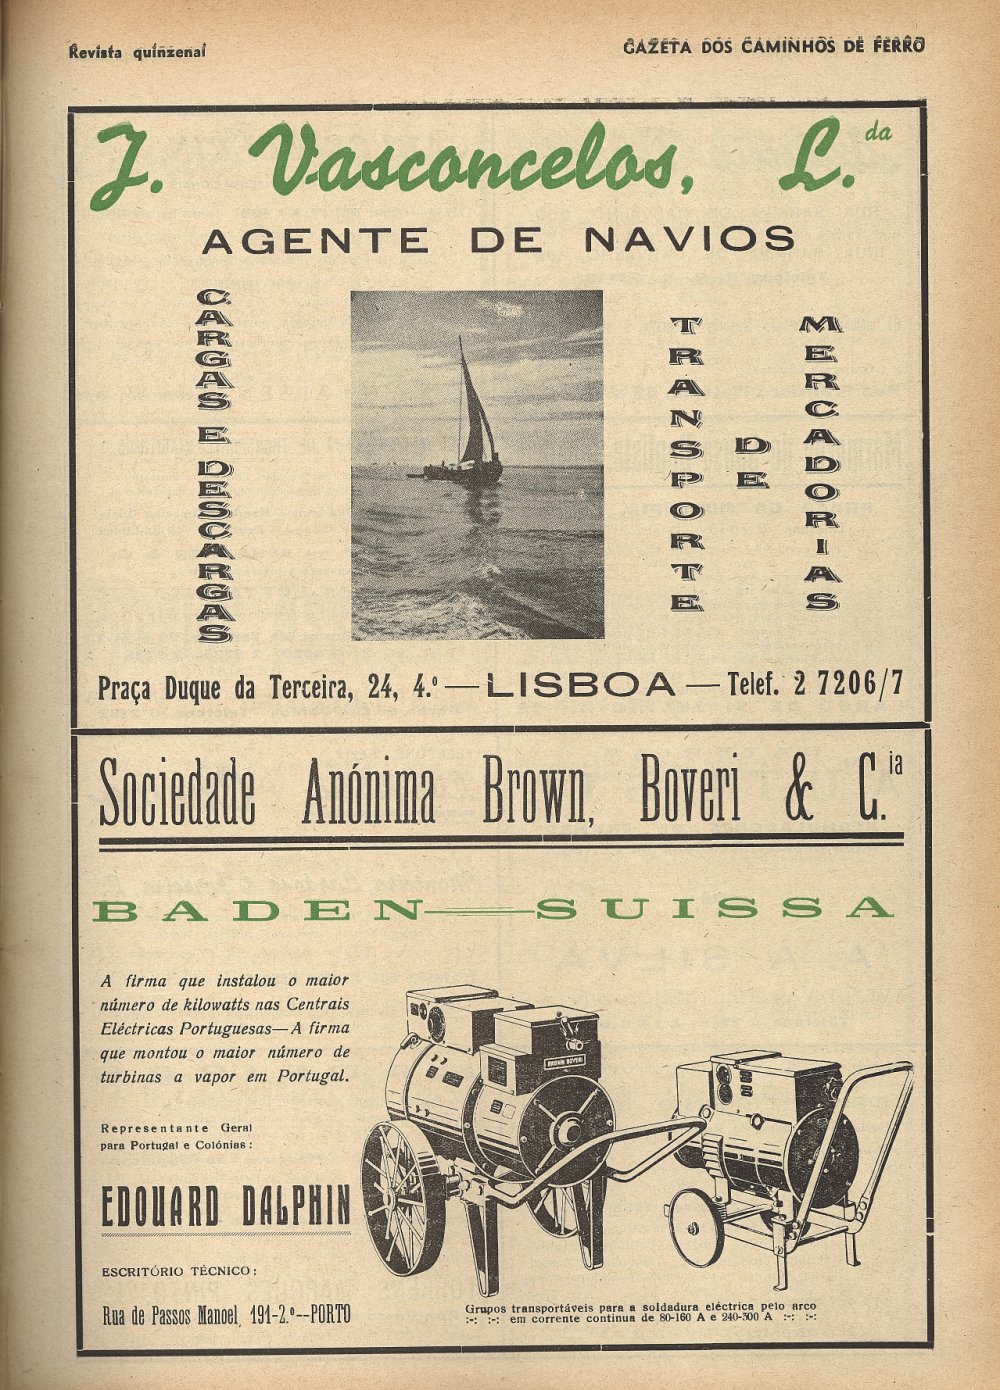 Revista quinzenal
GAZETA DOS CAMINHOS DE FERRO
J. Vasconcelos, L.da
AGENTE DE NAVIOS
CARGAS E DESCARGAS
TRANSPORTE
DE
MERCADORIAS
Praça Duque da Terceira, 24, 4.º — LISBOA — Telef. 2 7206/7
Sociedade Anónima Brown, Boveri & C.ia
BADEN—SUISSA
A firma que instalou o maior
número de kilowatts nas Centrais
Eléctricas Portuguesas—A firma
que montou o maior número de
turbinas a vapor em Portugal.
Representante Geral
para Portugal e Colónias:
EDOUARD DALPHIN
ESCRITÓRIO TÉCNICO:
Rua de Passos Manoel, 191-2.º--PORTO
BROWN BOVERI
Grupos transportáveis para a soldadura eléctrica pelo arco
:-: :-: em corrente continua de 80-160 A e 240-300 A :-: :-: